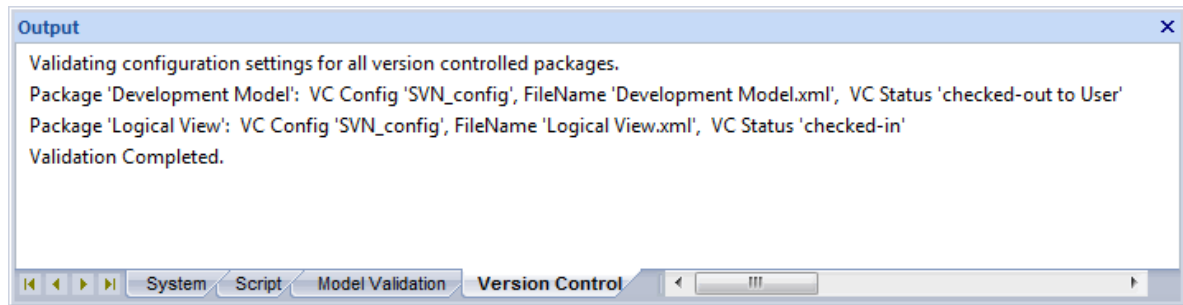 Output
Validating configuration settings for all version controlled packages.
Package 'Development Model':  VC Config 'SVN_config', FileName 'Development Model.xml',  VC Status 'checked-out to User'
Package 'Logical View':  VC Config 'SVN_config', FileName 'Logical View.xml',  VC Status 'checked-in'
Validation Completed.
System Script Model Validation Version Control